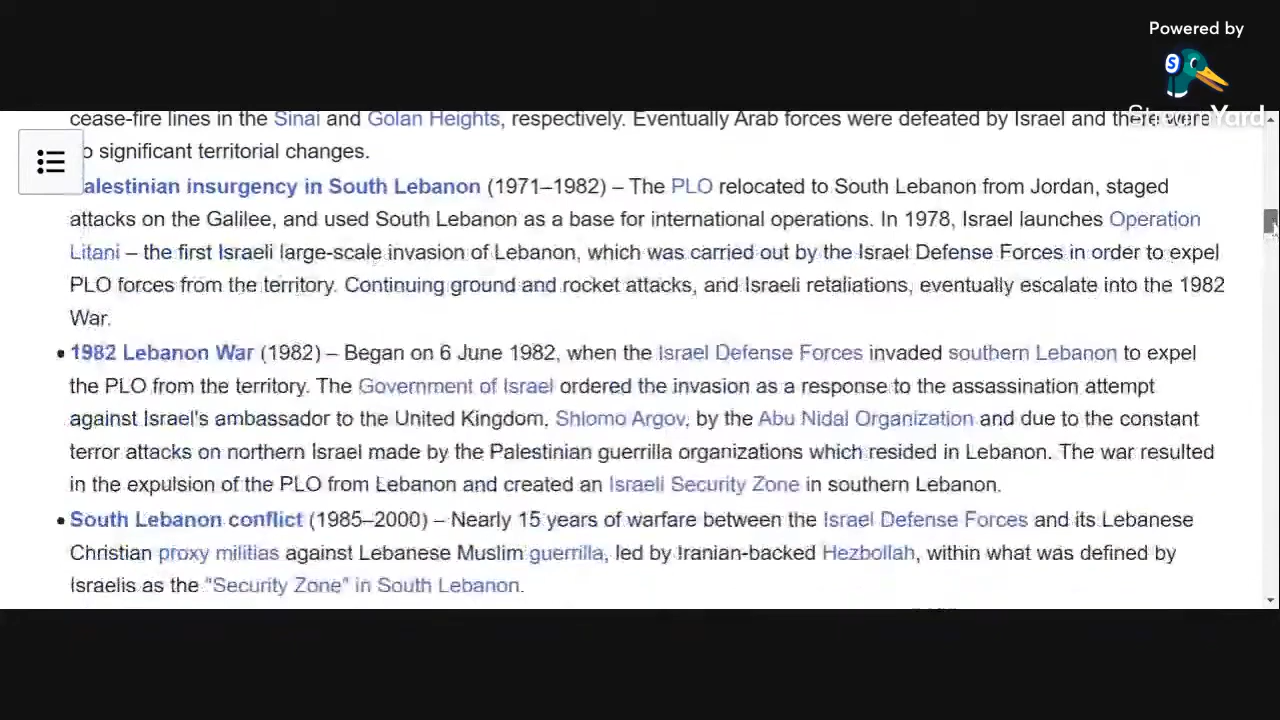 Powered by
S
StreamYard
cease-fire lines in the Sinai and Golan Heights, respectively. Eventually Arab forces were defeated by Israel and there were
o significant territorial changes.
alestinian insurgency in South Lebanon (1971–1982) – The PLO relocated to South Lebanon from Jordan, staged
attacks on the Galilee, and used South Lebanon as a base for international operations. In 1978, Israel launches Operation
Litani – the first Israeli large-scale invasion of Lebanon, which was carried out by the Israel Defense Forces in order to expel
PLO forces from the territory. Continuing ground and rocket attacks, and Israeli retaliations, eventually escalate into the 1982
War.
• 1982 Lebanon War (1982) – Began on 6 June 1982, when the Israel Defense Forces invaded southern Lebanon to expel
the PLO from the territory. The Government of Israel ordered the invasion as a response to the assassination attempt
against Israel's ambassador to the United Kingdom, Shlomo Argov, by the Abu Nidal Organization and due to the constant
terror attacks on northern Israel made by the Palestinian guerrilla organizations which resided in Lebanon. The war resulted
in the expulsion of the PLO from Lebanon and created an Israeli Security Zone in southern Lebanon.
• South Lebanon conflict (1985–2000) – Nearly 15 years of warfare between the Israel Defense Forces and its Lebanese
Christian proxy militias against Lebanese Muslim guerrilla, led by Iranian-backed Hezbollah, within what was defined by
Israelis as the "Security Zone" in South Lebanon.